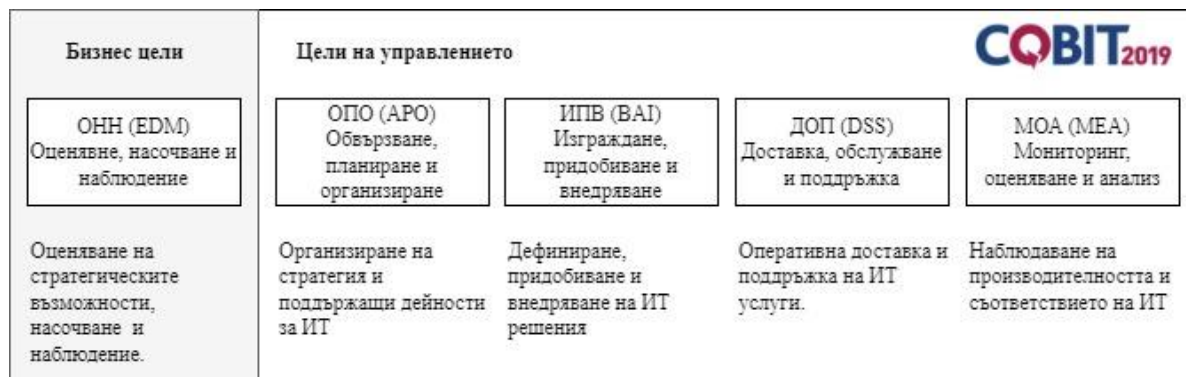 Бизнес цели
Цели на управлението
COBIT 2019
ОНН (EDM)
Оценявне, насочване и
наблюдение
ОПО (APO)
Обвързване,
планиране и
организиране
ИПВ (BAI)
Изграждане,
придобиване и
внедряване
ДОП (DSS)
Доставка, обслужване
и поддръжка
МОА (MEA)
Мониторинг,
оценяване и анализ
Оценяване на
стратегическите
възможности,
насочване и
наблюдение.
Организиране на
стратегия и
поддържащи дейности
за ИТ
Дефиниране,
придобиване и
внедряване на ИТ
решения
Оперативна доставка и
поддръжка на ИТ
услуги.
Наблюдаване на
производителността и
съответствието на ИТ